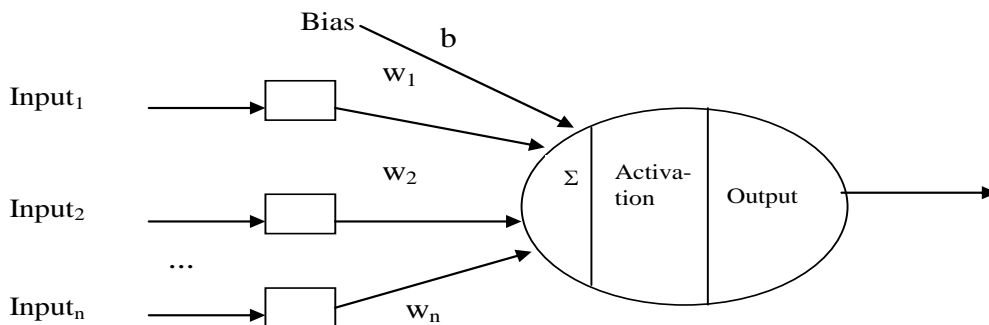 Bias
b
w₁
Input₁
w₂
Σ
Activa-
tion
Output
Input₂
...
Inputₙ
wₙ